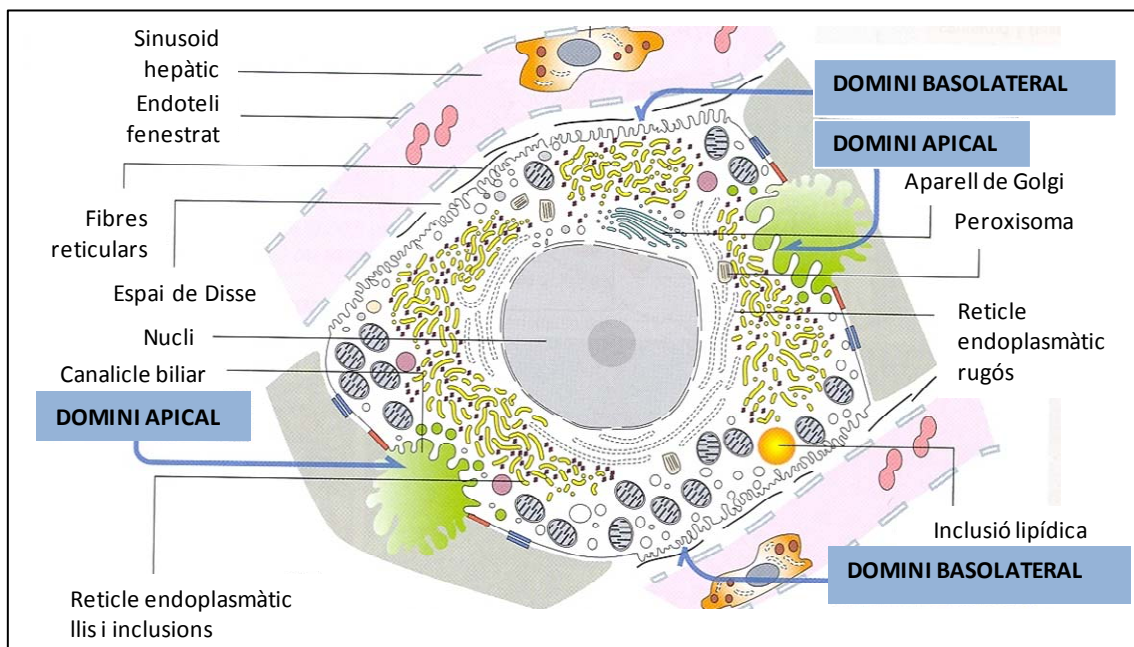 Sinusoid
hepàtic
Endoteli
fenestrat
Fibres
reticulars
Espai de Disse
Nucli
Canalicle biliar
DOMINI APICAL
Reticle endoplasmàtic
llis i inclusions
DOMINI BASOLATERAL
DOMINI APICAL
Aparell de Golgi
Peroxisoma
Reticle
endoplasmàtic
rugós
Inclusió lipídica
DOMINI BASOLATERAL